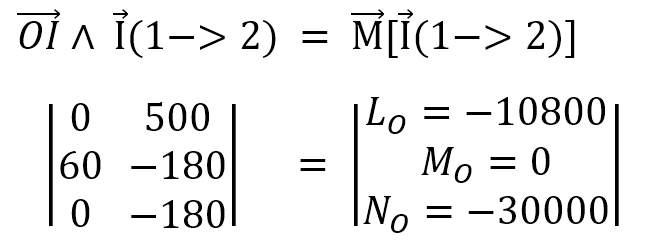 OI ∧ I(1−> 2) = M[I(1−> 2)]
0 500 L_O = −10800
60 −180 = M_O = 0
0 −180 N_O = −30000